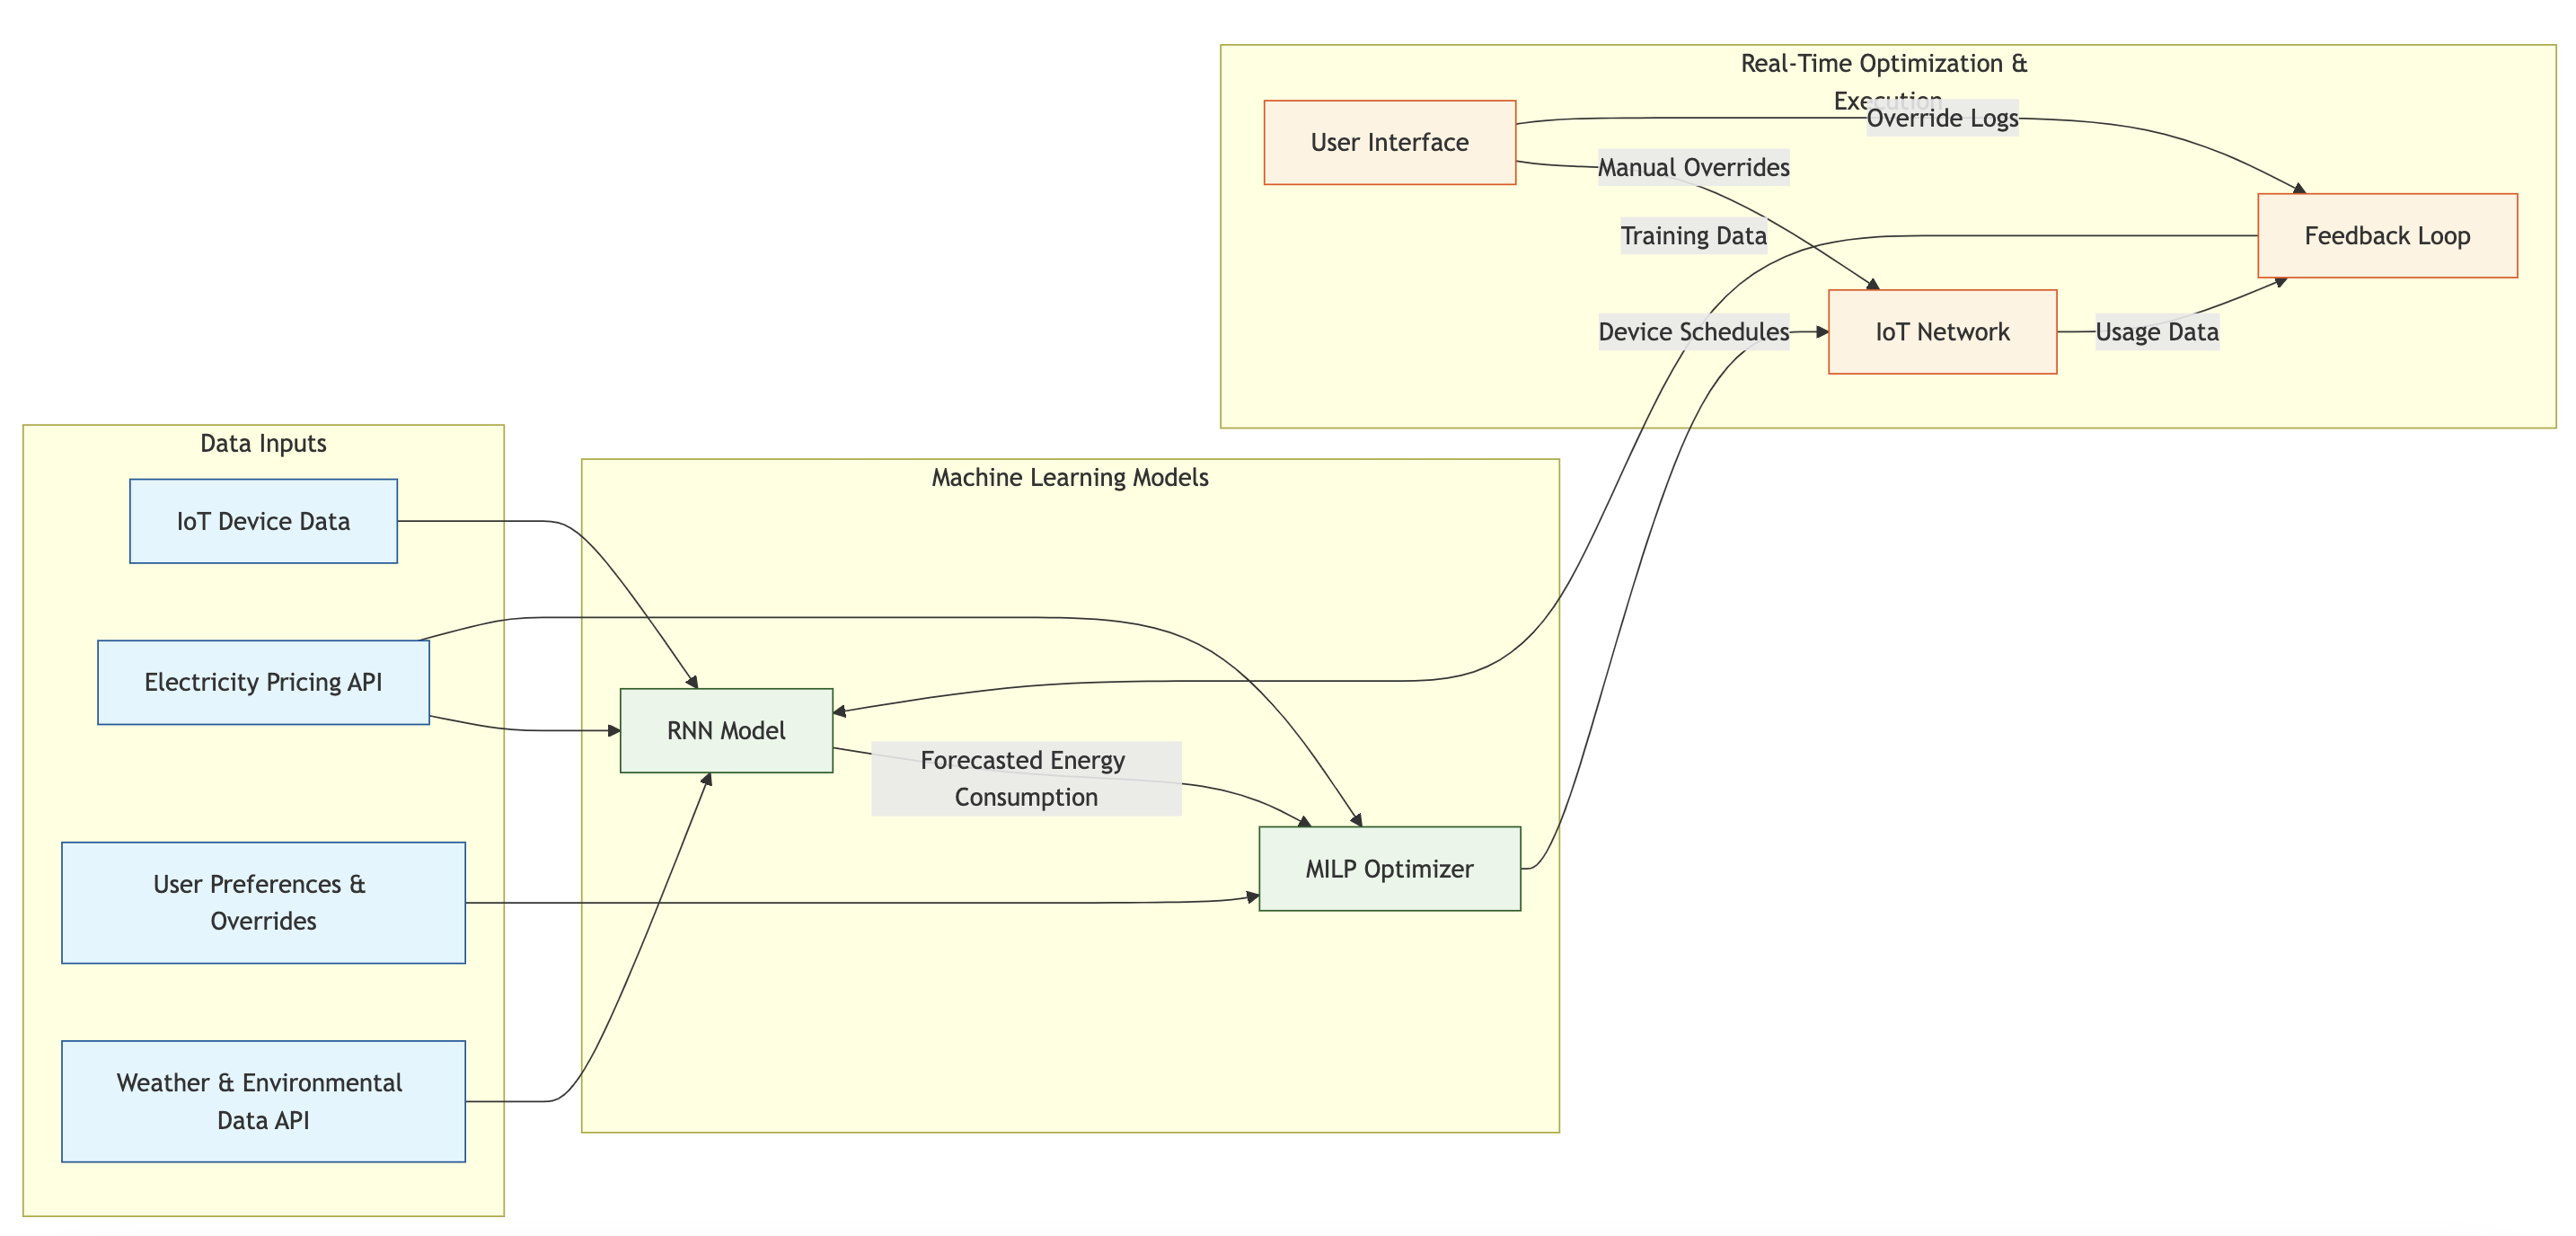 Real-Time Optimization &
Execution
User Interface
Override Logs
Manual Overrides
Training Data
Feedback Loop
Device Schedules
IoT Network
Usage Data
Data Inputs
IoT Device Data
Electricity Pricing API
User Preferences &
Overrides
Weather & Environmental
Data API
Machine Learning Models
RNN Model
Forecasted Energy
Consumption
MILP Optimizer